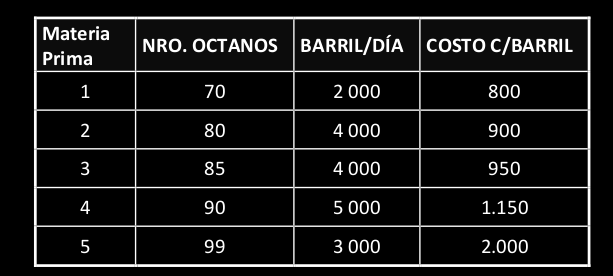 Materia Prima NRO. OCTANOS BARRIL/DÍA COSTO C/BARRIL
1 70 2 000 800
2 80 4 000 900
3 85 4 000 950
4 90 5 000 1.150
5 99 3 000 2.000